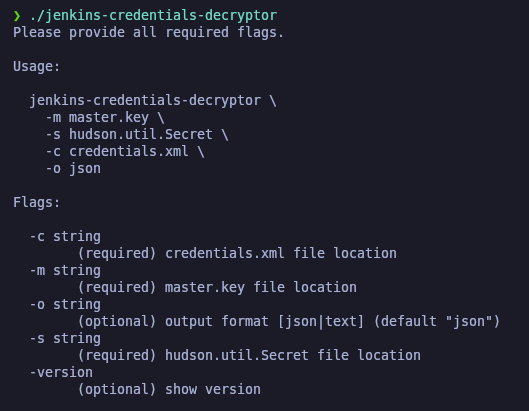 ❯ ./jenkins-credentials-decryptor
Please provide all required flags.

Usage:

  jenkins-credentials-decryptor \
    -m master.key \
    -s hudson.util.Secret \
    -c credentials.xml \
    -o json

Flags:

  -c string
        (required) credentials.xml file location
  -m string
        (required) master.key file location
  -o string
        (optional) output format [json|text] (default "json")
  -s string
        (required) hudson.util.Secret file location
  -version
        (optional) show version